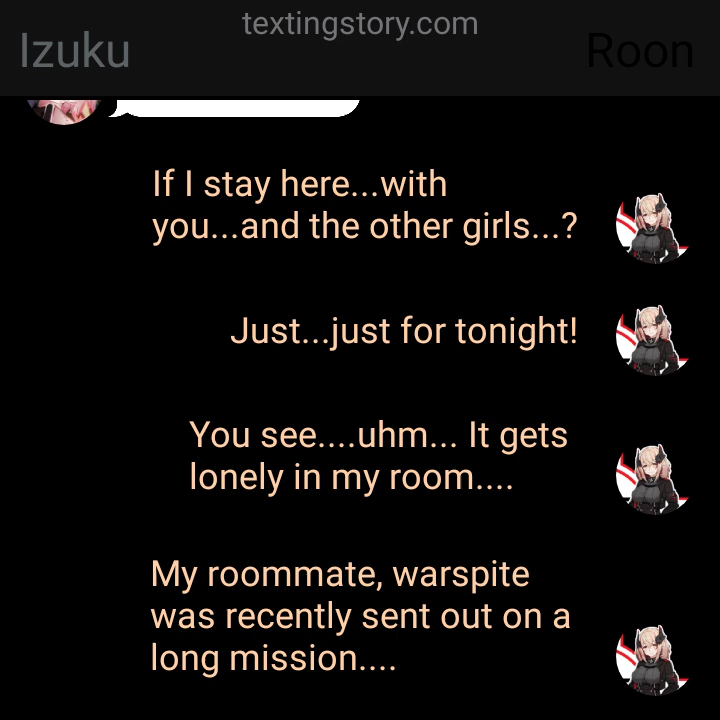 textingstory.com
Izuku
Roon
If I stay here...with
you...and the other girls...?
Just...just for tonight!
You see....uhm... It gets
lonely in my room....
My roommate, warspite
was recently sent out on a
long mission....